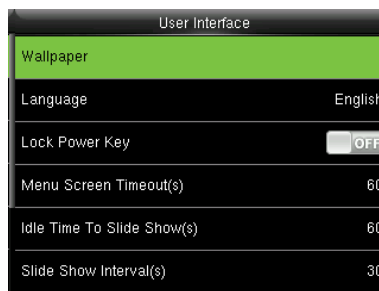 User Interface
Wallpaper
Language English
Lock Power Key OFF
Menu Screen Timeout(s) 60
Idle Time To Slide Show(s) 60
Slide Show Interval(s) 30